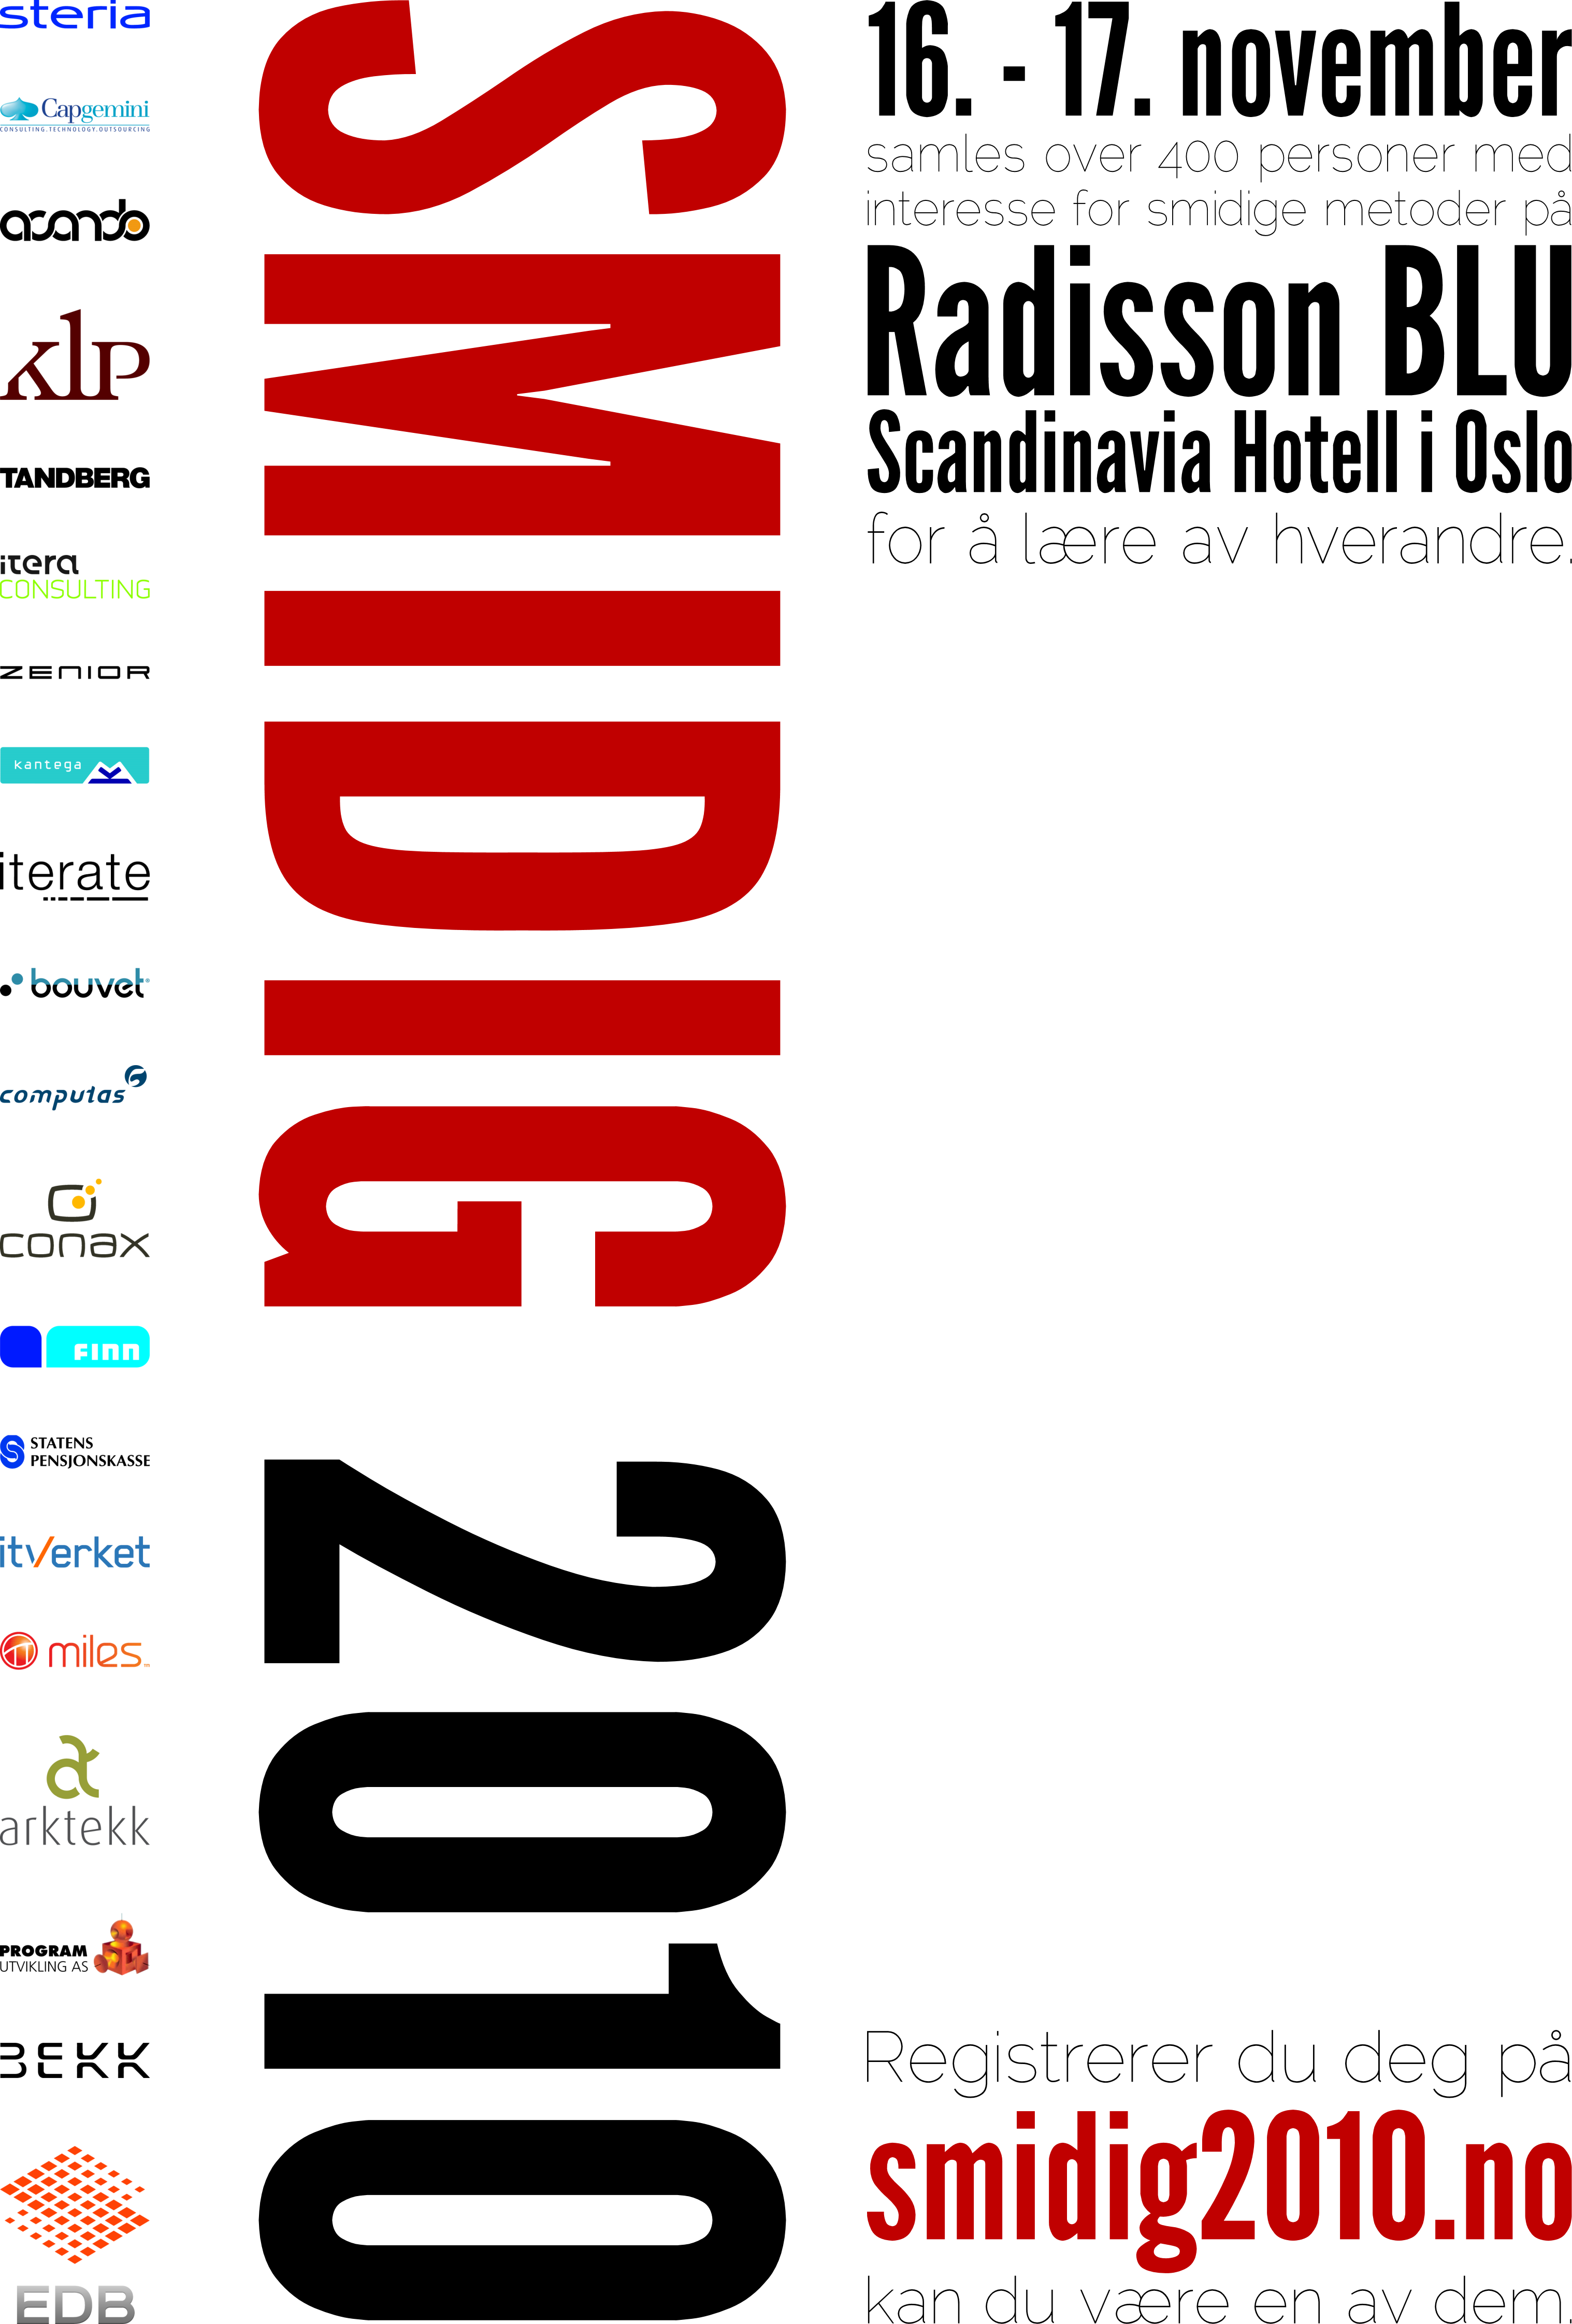 steria
Capgemini
CONSULTING.TECHNOLOGY.OUTSOURCING
acando
klp
TANDBERG
itera
CONSULTING
ZENIOR
kantega
iterate
bouvet
computas
conax
FINN
STATENS
PENSJONSKASSE
itverket
miles
arktekk
PROGRAM
UTVIKLING AS
BEKK
EDB
SMIDIG 2010
16. - 17. november
samles over 400 personer med
interesse for smidige metoder på
Radisson BLU
Scandinavia Hotell i Oslo
for å lære av hverandre.
Registrerer du deg på
smidig2010.no
kan du være en av dem.